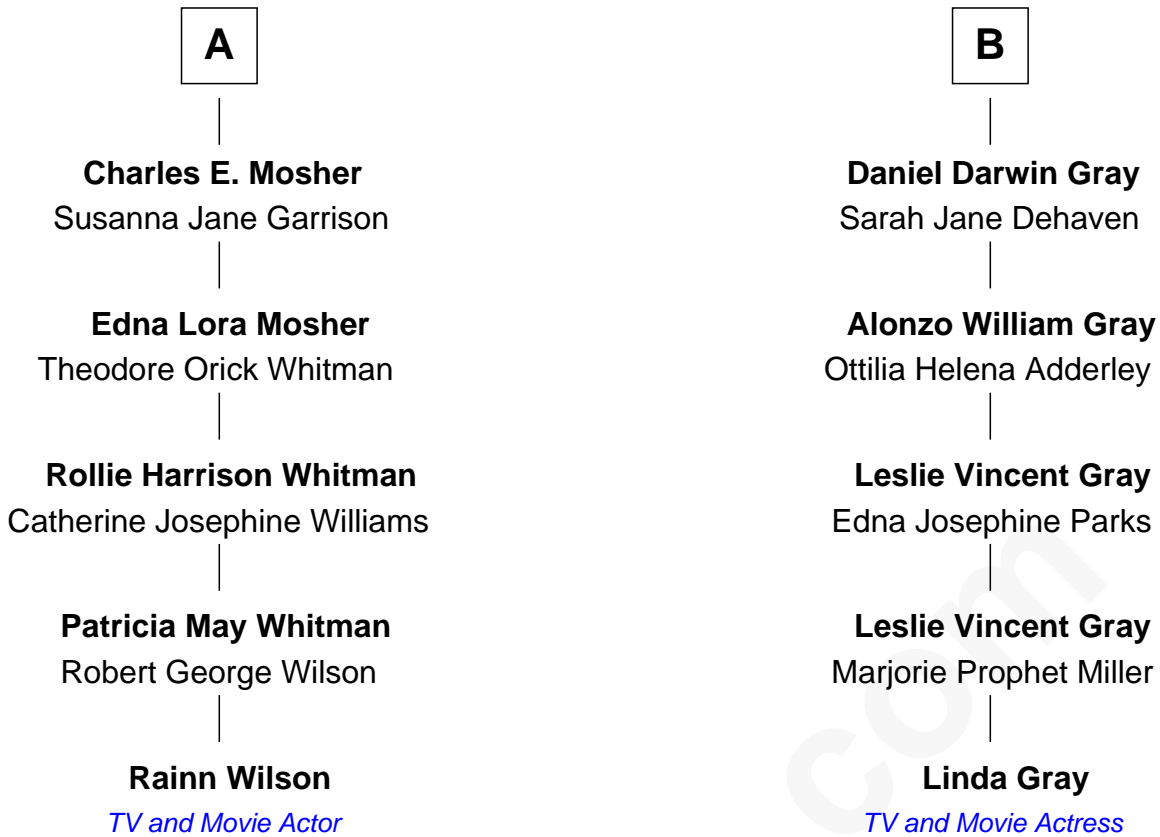 A
Charles E. Mosher
Susanna Jane Garrison
Edna Lora Mosher
Theodore Orick Whitman
Rollie Harrison Whitman
Catherine Josephine Williams
Patricia May Whitman
Robert George Wilson
Rainn Wilson
TV and Movie Actor
B
Daniel Darwin Gray
Sarah Jane Dehaven
Alonzo William Gray
Ottilia Helena Adderley
Leslie Vincent Gray
Edna Josephine Parks
Leslie Vincent Gray
Marjorie Prophet Miller
Linda Gray
TV and Movie Actress
com